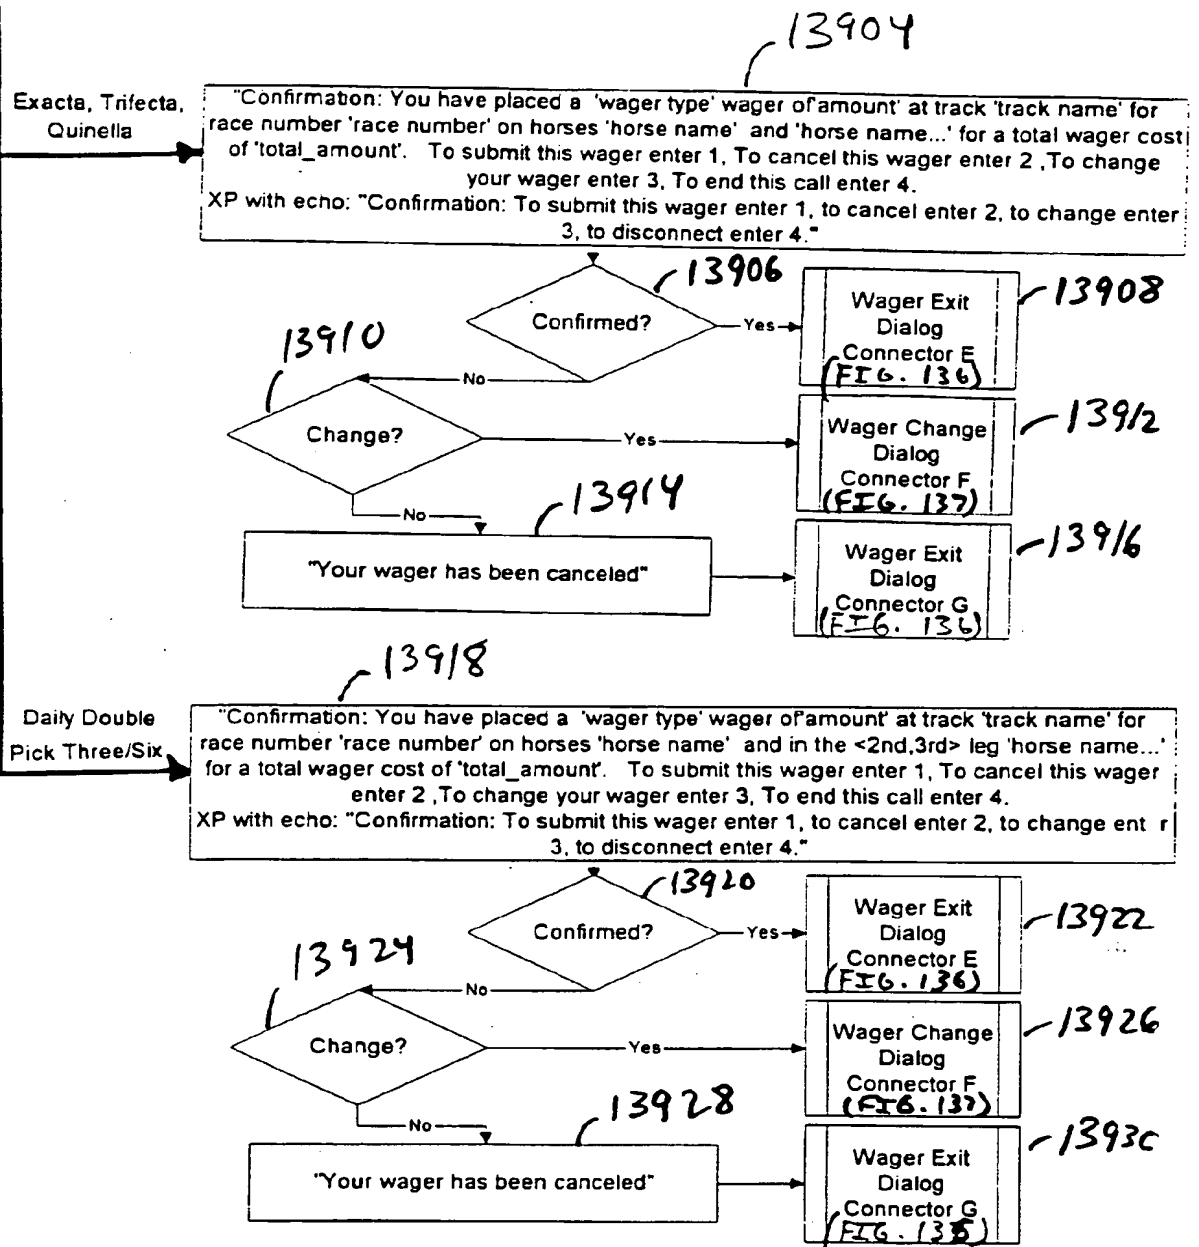 13904
Exacta, Trifecta,
Quinella
"Confirmation: You have placed a 'wager type' wager of'amount' at track 'track name' for
race number 'race number' on horses 'horse name' and 'horse name...' for a total wager cost
of 'total_amount'. To submit this wager enter 1, To cancel this wager enter 2 ,To change
your wager enter 3, To end this call enter 4.
XP with echo: "Confirmation: To submit this wager enter 1, to cancel enter 2, to change enter
3, to disconnect enter 4."
13906
Confirmed?
Yes
Wager Exit
Dialog
Connector E
(FIG. 136)
13908
13910
No
Change?
Yes
Wager Change
Dialog
Connector F
(FIG. 137)
13912
No
13914
"Your wager has been canceled"
Wager Exit
Dialog
Connector G
(FIG. 136)
13916
13918
Daily Double
Pick Three/Six
"Confirmation: You have placed a 'wager type' wager of'amount' at track 'track name' for
race number 'race number' on horses 'horse name' and in the <2nd,3rd> leg 'horse name...'
for a total wager cost of 'total_amount'. To submit this wager enter 1, To cancel this wager
enter 2 ,To change your wager enter 3, To end this call enter 4.
XP with echo: "Confirmation: To submit this wager enter 1, to cancel enter 2, to change ent r
3, to disconnect enter 4."
13920
Confirmed?
Yes
Wager Exit
Dialog
Connector E
(FIG. 136)
13922
13924
No
Change?
Yes
Wager Change
Dialog
Connector F
(FIG. 137)
13926
No
13928
"Your wager has been canceled"
Wager Exit
Dialog
Connector G
(FIG.
13930